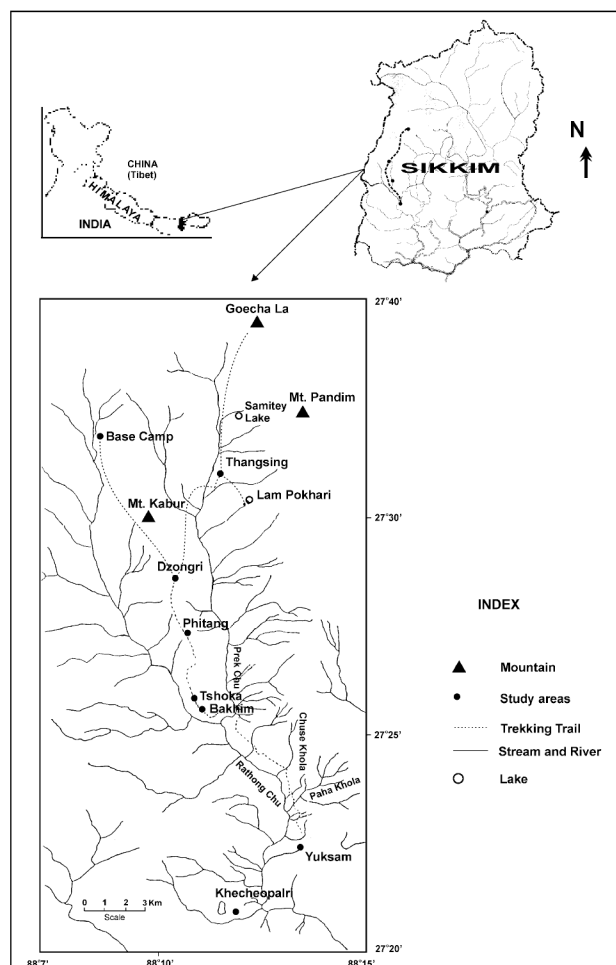 N
CHINA
(Tibet)
HIMALAYA
INDIA
SIKKIM
27°40'
Goecha La
Mt. Pandim
Samitey
Lake
Base Camp
Thangsing
Lam Pokhari
Mt. Kabur
27°30'
Dzongri
Phitang
Prek Chu
Tshoka
Bakhim
27°25'
Chuse Khola
Rathong Chu
Paha Khola
Yuksam
Khecheopalri
0 1 2 3 Km
Scale
27°20'
88°7'
88°10'
88°15'
INDEX
Mountain
Study areas
Trekking Trail
Stream and River
Lake